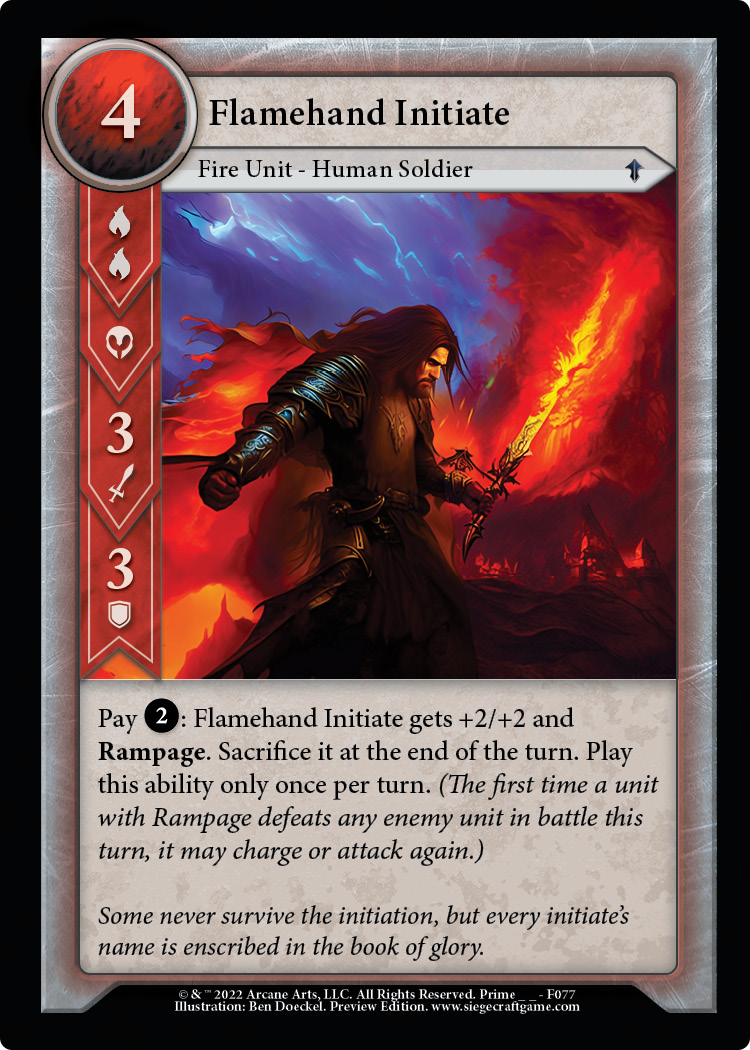 4
Flamehand Initiate
Fire Unit - Human Soldier
3
3
Pay 2: Flamehand Initiate gets +2/+2 and
Rampage. Sacrifice it at the end of the turn. Play
this ability only once per turn. (The first time a unit
with Rampage defeats any enemy unit in battle this
turn, it may charge or attack again.)
Some never survive the initiation, but every initiate's
name is enscribed in the book of glory.
© & ™ 2022 Arcane Arts, LLC. All Rights Reserved. Prime _ _ - F077
Illustration: Ben Doeckel. Preview Edition. www.siegecraftgame.com